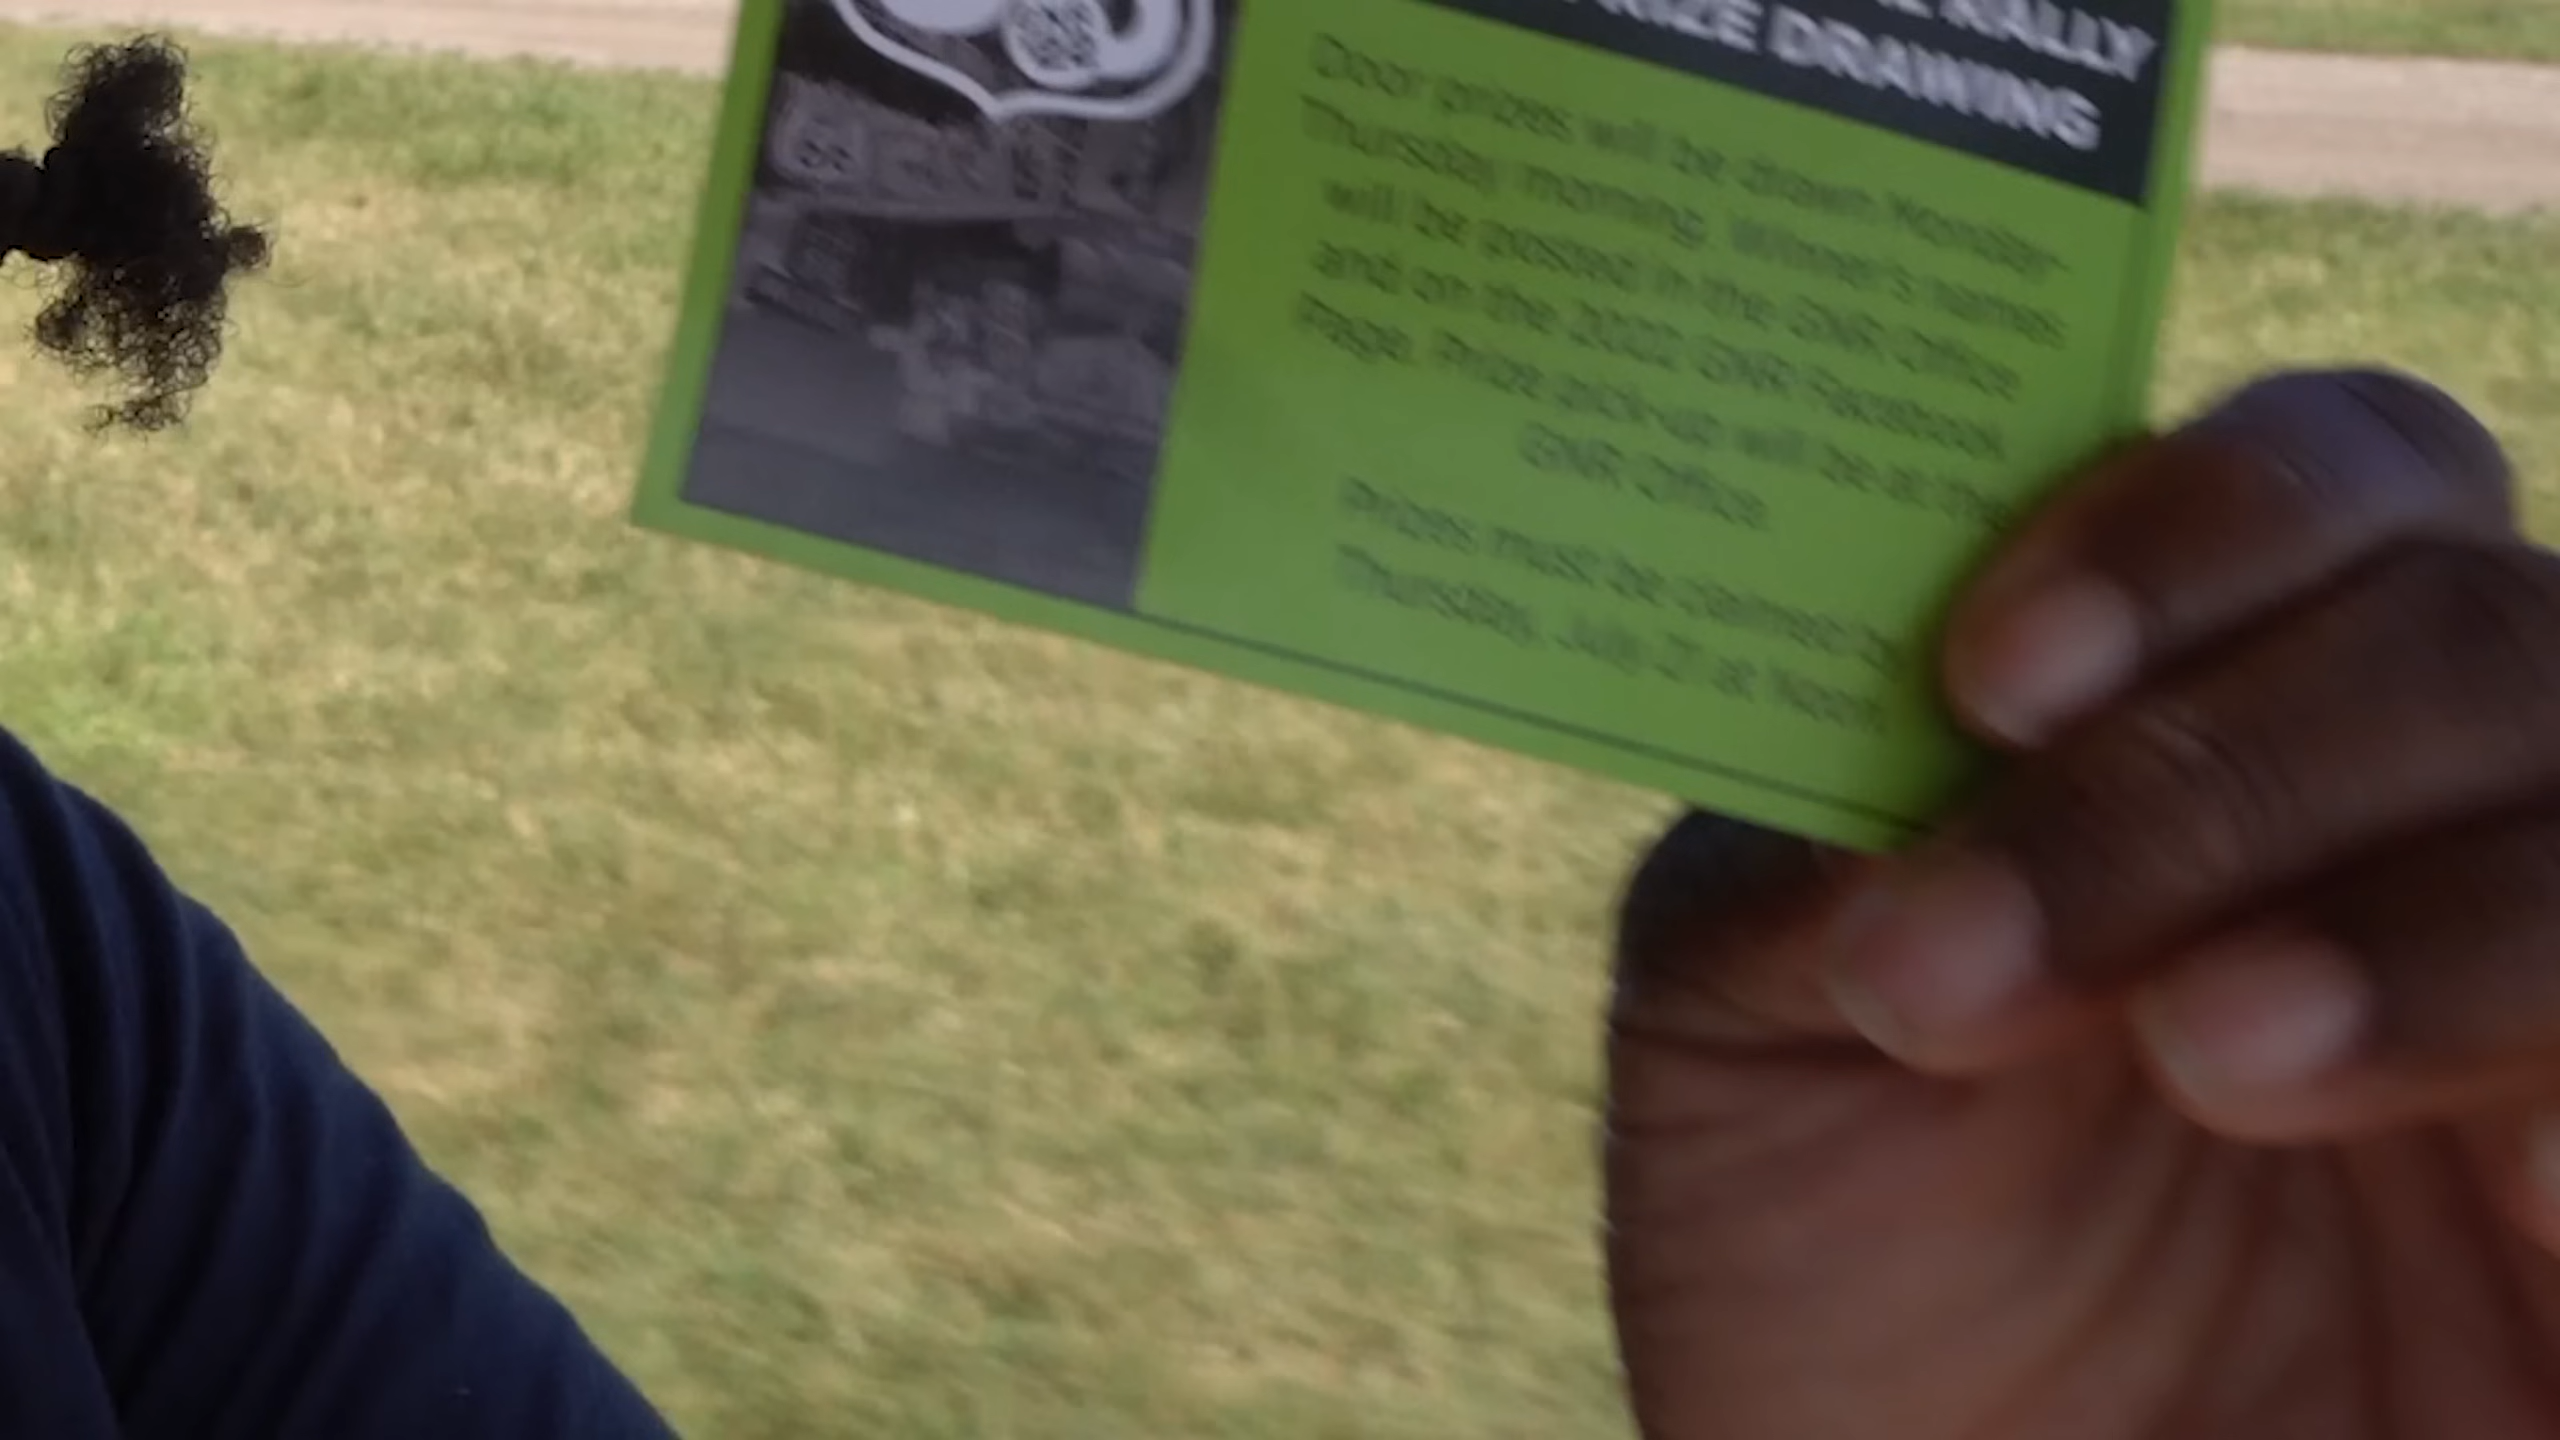 RALLY
PRIZE DRAWING
Door prizes will be drawn Monday-
Thursday morning. Winner's names
will be posted in the GNR Office
and on the 2022 GNR Facebook
Page. Prize pick-up will be at the
GNR Office.
Prizes must be claimed by
Thursday, July 21 at Noon
66